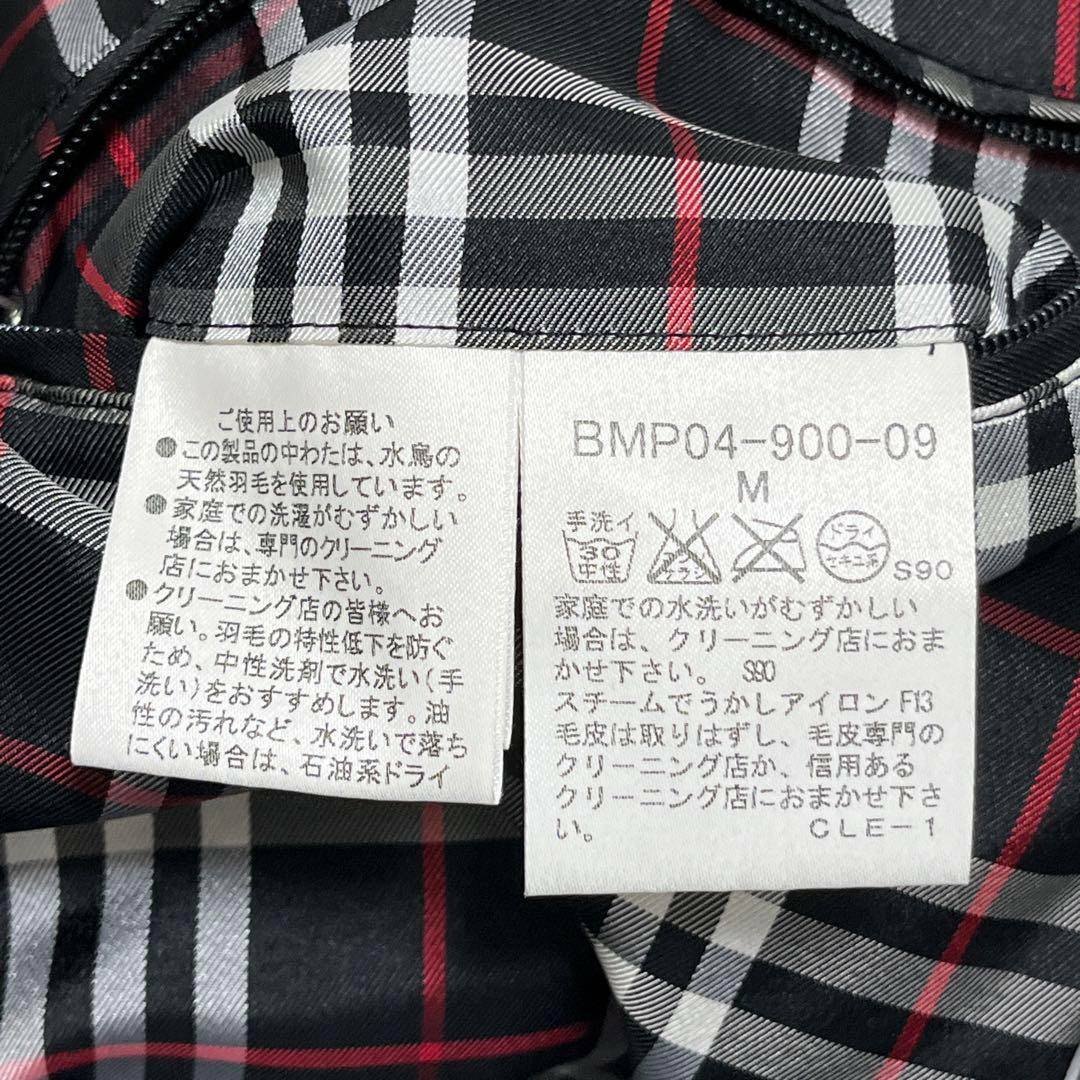 ご使用上のお願い
●この製品の中わたは、水鳥の
天然羽毛を使用しています。
●家庭での洗濯がむずかしい
場合は、専門のクリーニング
店におまかせ下さい。
●クリーニング店の皆様へお
願い。羽毛の特性低下を防ぐ
ため、中性洗剤で水洗い(手
洗い)をおすすめします。油
性の汚れなど、水洗いで落ち
にくい場合は、石油系ドライ
BMP04-900-09
M
手洗イ
30
中性
エンソ
サラシ
ドライ
セキユ系
S90
家庭での水洗いがむずかしい
場合は、クリーニング店におま
かせ下さい。 S90
スチームでうかしアイロン F13
毛皮は取りはずし、毛皮専門の
クリーニング店か、信用ある
クリーニング店におまかせ下さ
い。 CLE-1